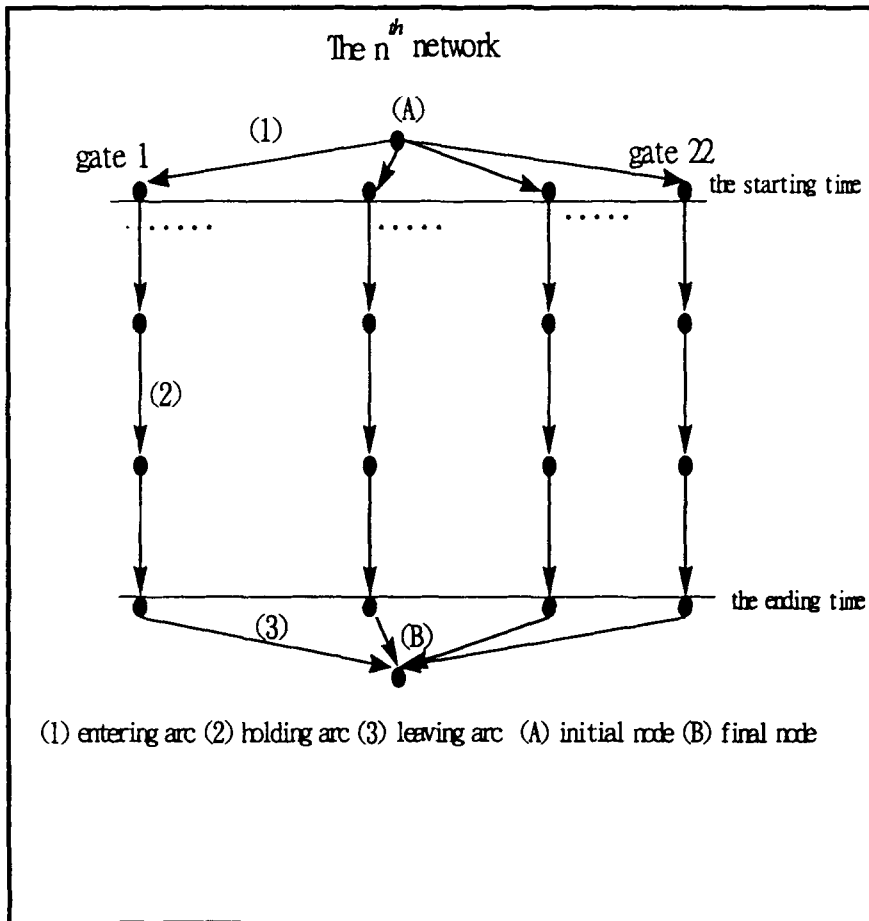 The nth network
(A)
(1)
gate 1
gate 22
the starting time
.......
.....
.....
(2)
the ending time
(3)
(B)
(1) entering arc (2) holding arc (3) leaving arc (A) initial node (B) final node